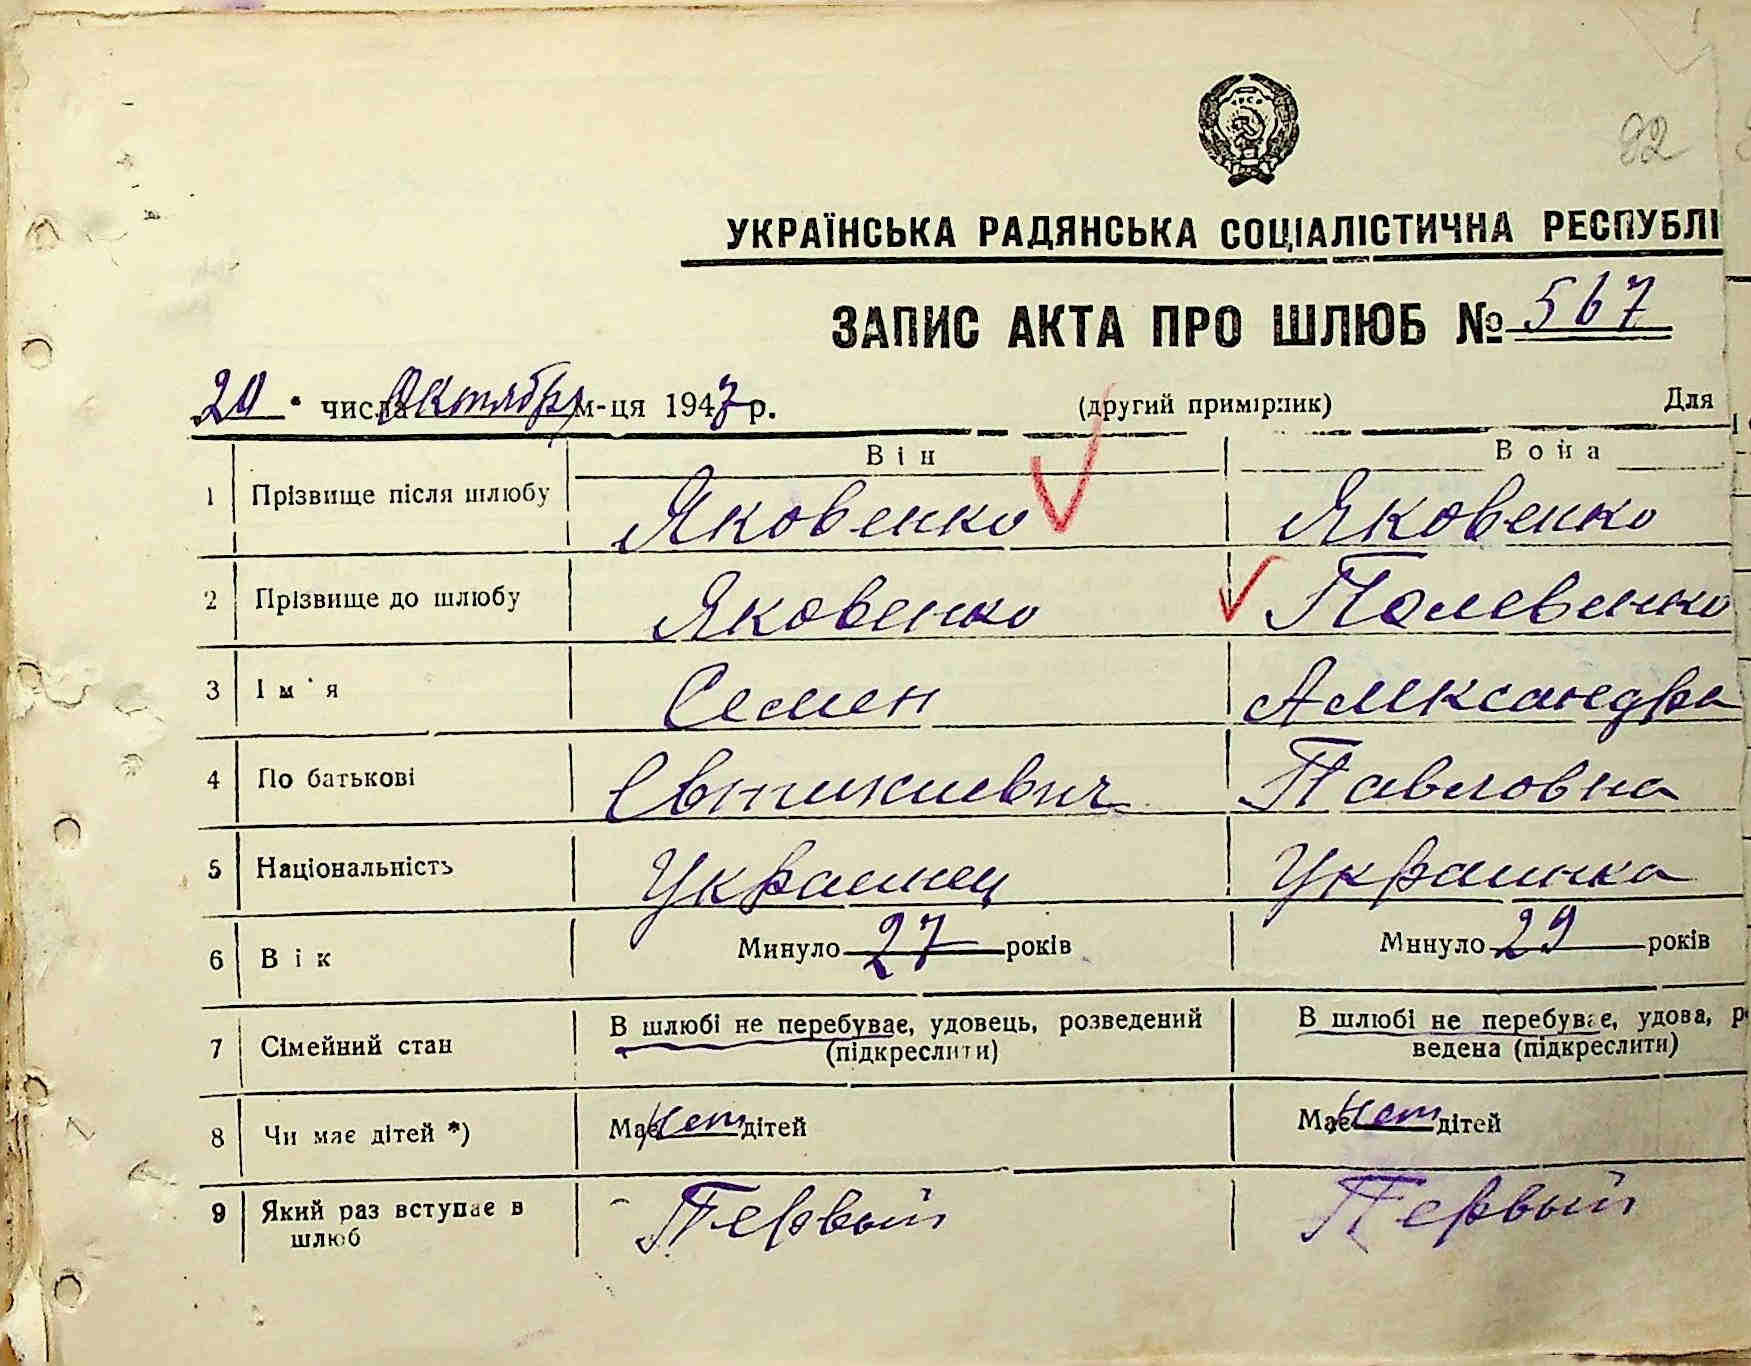 92
УКРАЇНСЬКА РАДЯНСЬКА СОЦІАЛІСТИЧНА РЕСПУБЛІ
ЗАПИС АКТА ПРО ШЛЮБ № 567
20 числа Октября м-ця 1947 р. (другий примірник) Для
Він Вона
1 Прізвище після шлюбу Яковенко Яковенко
2 Прізвище до шлюбу Яковенко Полевенко
3 Ім'я Семен Александра
4 По батькові Евтихиевич Павловна
5 Національність Украинец Украинка
6 Вік Минуло 27 років Минуло 29 років
7 Сімейний стан В шлюбі не перебуває, удовець, розведений (підкреслити) В шлюбі не перебуває, удова, р
ведена (підкреслити)
8 Чи має дітей *) Має нет дітей Має нет дітей
9 Який раз вступає в шлюб Первый Первый